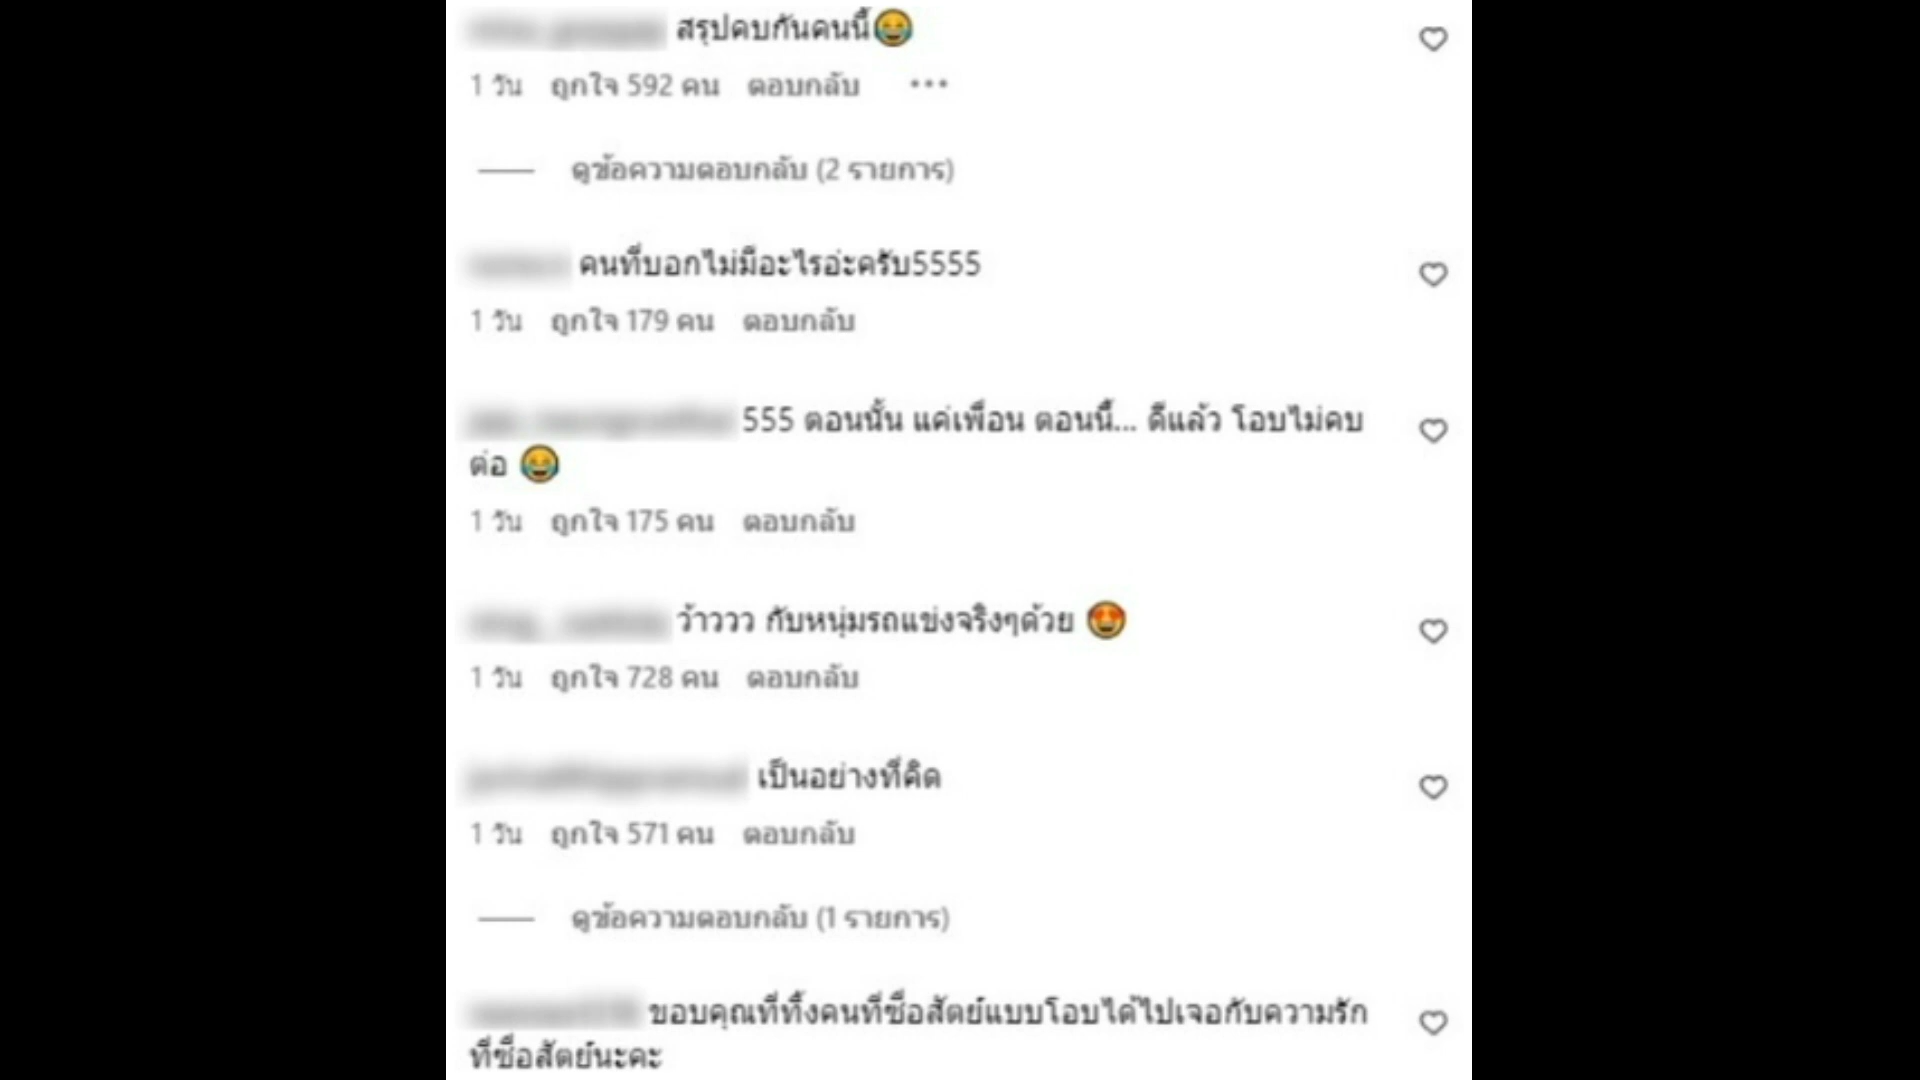 สรุปคบกันคนนี้😂
1 วัน ถูกใจ 592 คน ตอบกลับ ...
ดูข้อความตอบกลับ (2 รายการ)
คนที่บอกไม่มีอะไรอ่ะครับ5555
1 วัน ถูกใจ 179 คน ตอบกลับ
555 ตอนนั้น แค่เพื่อน ตอนนี้... ดีแล้ว โอบไม่คบ
ต่อ 😂
1 วัน ถูกใจ 175 คน ตอบกลับ
ว้าววว กับหนุ่มรถแข่งจริงๆด้วย 😍
1 วัน ถูกใจ 728 คน ตอบกลับ
เป็นอย่างที่คิด
1 วัน ถูกใจ 571 คน ตอบกลับ
ดูข้อความตอบกลับ (1 รายการ)
ขอบคุณที่ทิ้งคนที่ซื่อสัตย์แบบโอบได้ไปเจอกับความรัก
ที่ซื่อสัตย์นะคะ